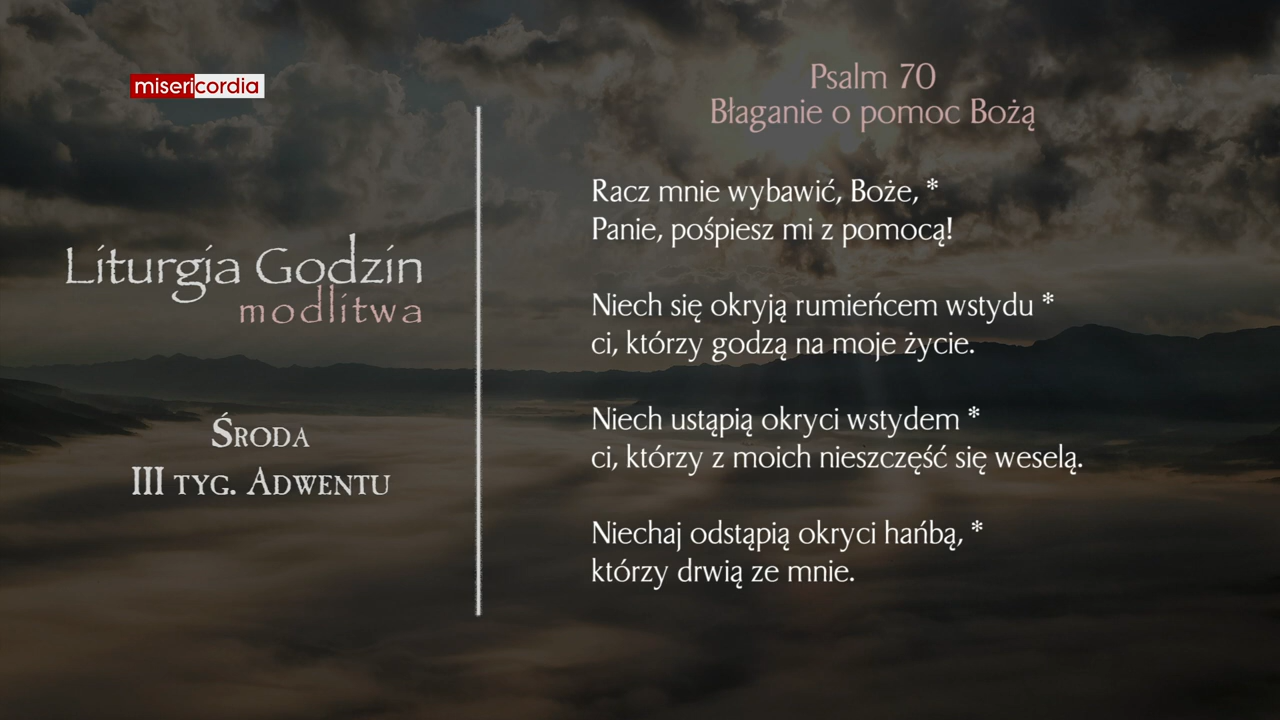 misericordia
Liturgia Godzin
modlitwa
Środa
III tyg. Adwentu
Psalm 70
Błaganie o pomoc Bożą
Racz mnie wybawić, Boże, *
Panie, pośpiesz mi z pomocą!
Niech się okryją rumieńcem wstydu *
ci, którzy godzą na moje życie.
Niech ustąpią okryci wstydem *
ci, którzy z moich nieszczęść się weselą.
Niechaj odstąpią okryci hańbą, *
którzy drwią ze mnie.